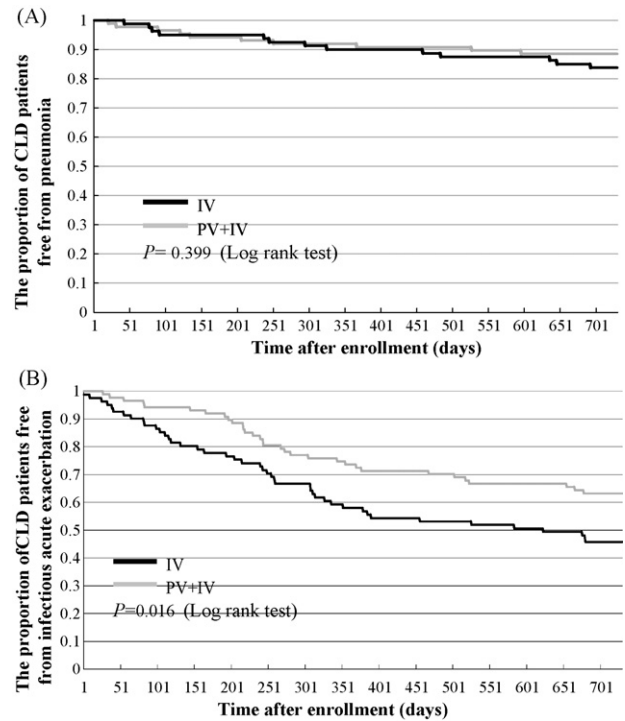 (A)
The proportion of CLD patients
free from pneumonia
1
0.9
0.8
0.7
0.6
0.5
0.4
0.3
0.2
0.1
0
IV
PV+IV
P= 0.399 (Log rank test)
1 51 101 151 201 251 301 351 401 451 501 551 601 651 701
Time after enrollment (days)
(B)
The proportion ofCLD patients free
from infectious acute exacerbation
1
0.9
0.8
0.7
0.6
0.5
0.4
0.3
0.2
0.1
0
IV
PV+IV
P=0.016 (Log rank test)
1 51 101 151 201 251 301 351 401 451 501 551 601 651 701
Time after enrollment (days)